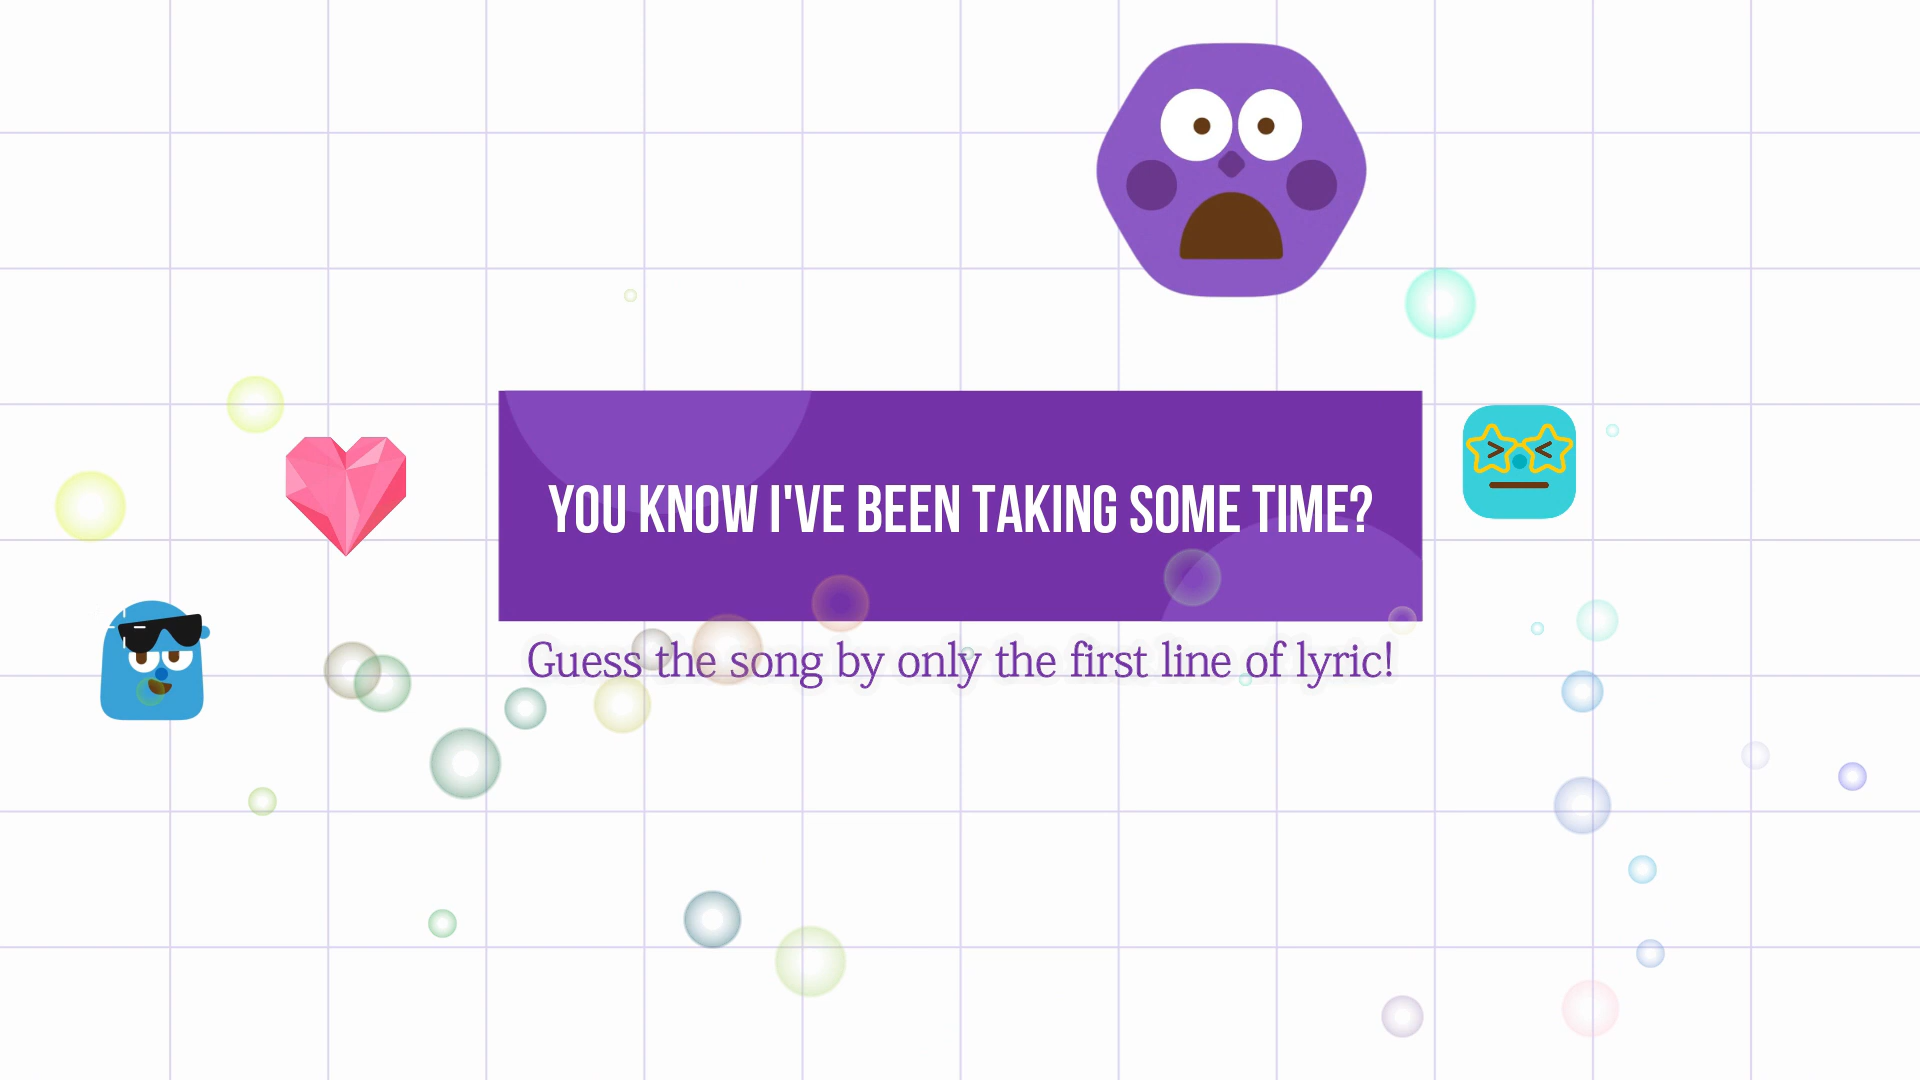 YOU KNOW I'VE BEEN TAKING SOME TIME?
Guess the song by only the first line of lyric!